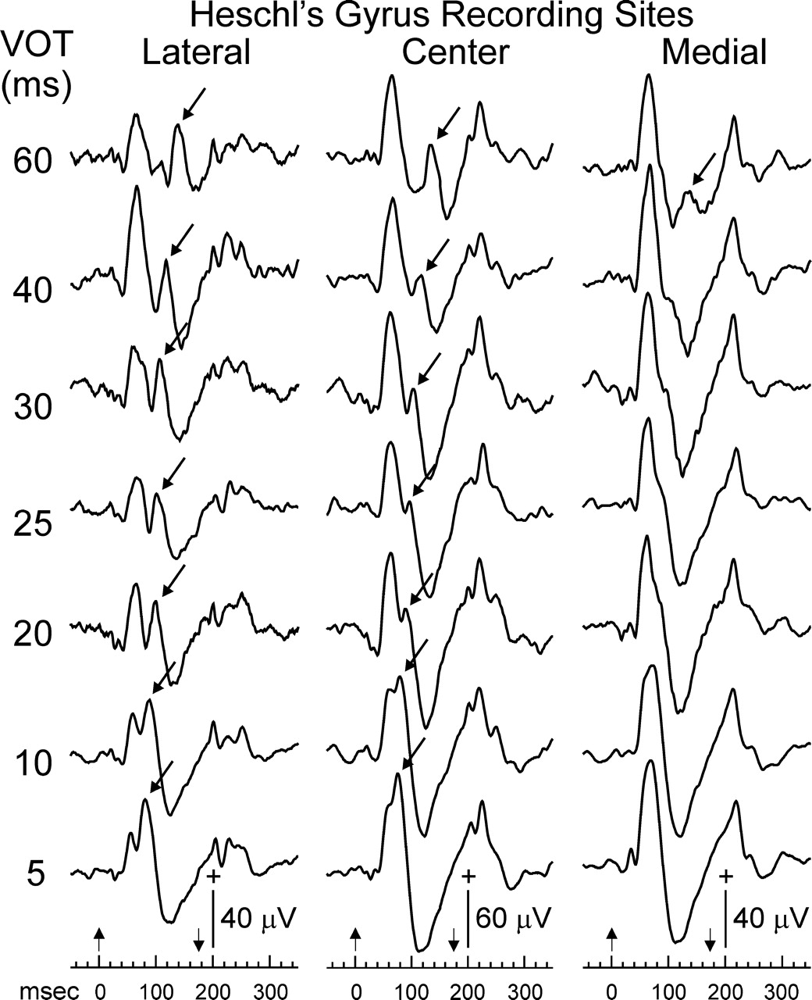 Heschl's Gyrus Recording Sites
VOT
(ms)
Lateral Center Medial
60
40
30
25
20
10
5
+ + +
40 μV 60 μV 40 μV
msec 0 100 200 300 0 100 200 300 0 100 200 300